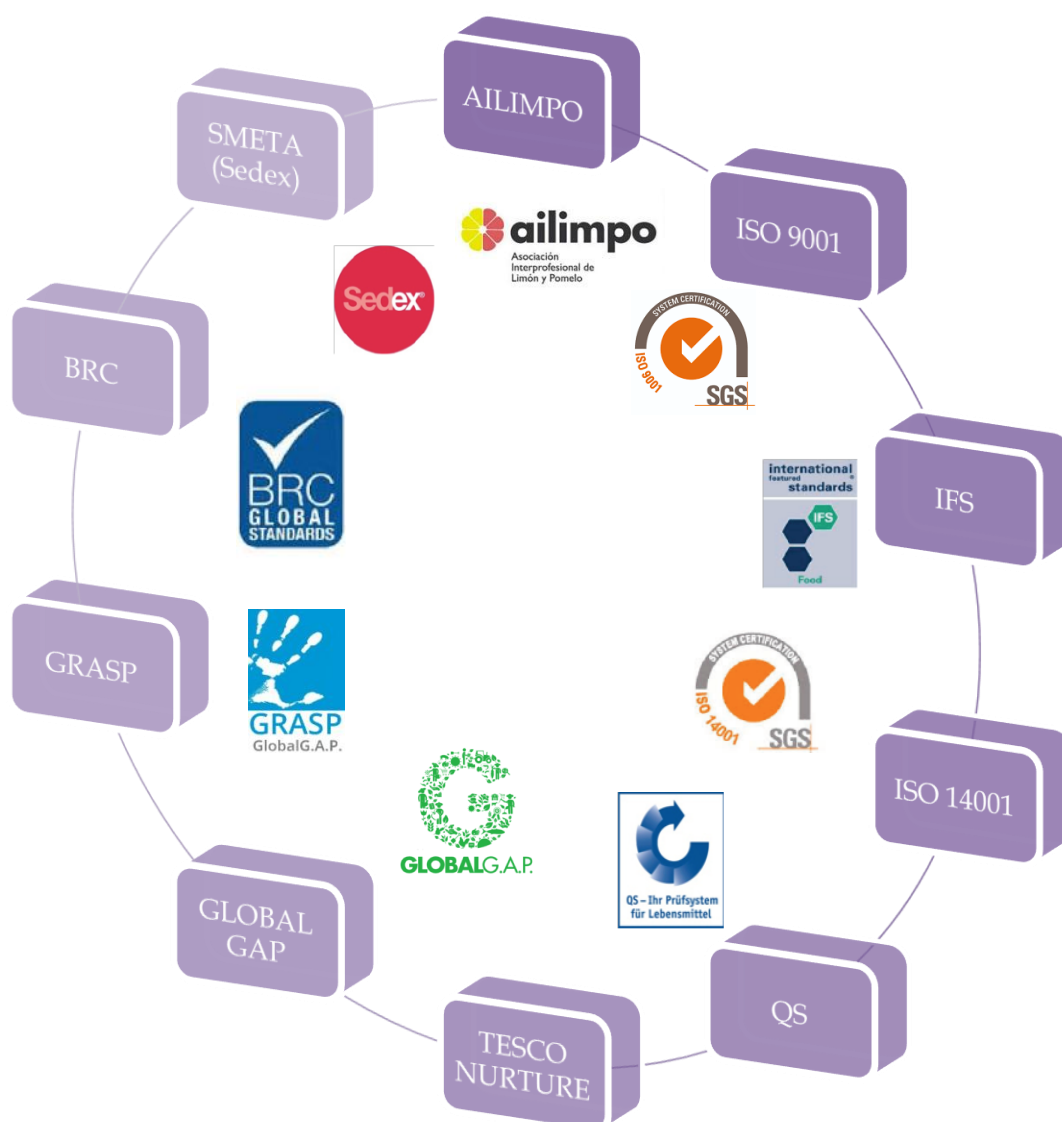 AILIMPO
SMETA
(Sedex)
ISO 9001
ailimpo
Asociación
Interprofesional de
Limón y Pomelo
Sedex®
SYSTEM CERTIFICATION
ISO 9001
SGS
BRC
BRC
GLOBAL
STANDARDS
international
featured ®
standards
IFS
Food
IFS
GRASP
GRASP
GlobalG.A.P.
SYSTEM CERTIFICATION
ISO 14001
SGS
ISO 14001
G
GLOBALG.A.P.
QS – Ihr Prüfsystem
für Lebensmittel
GLOBAL
GAP
QS
TESCO
NURTURE